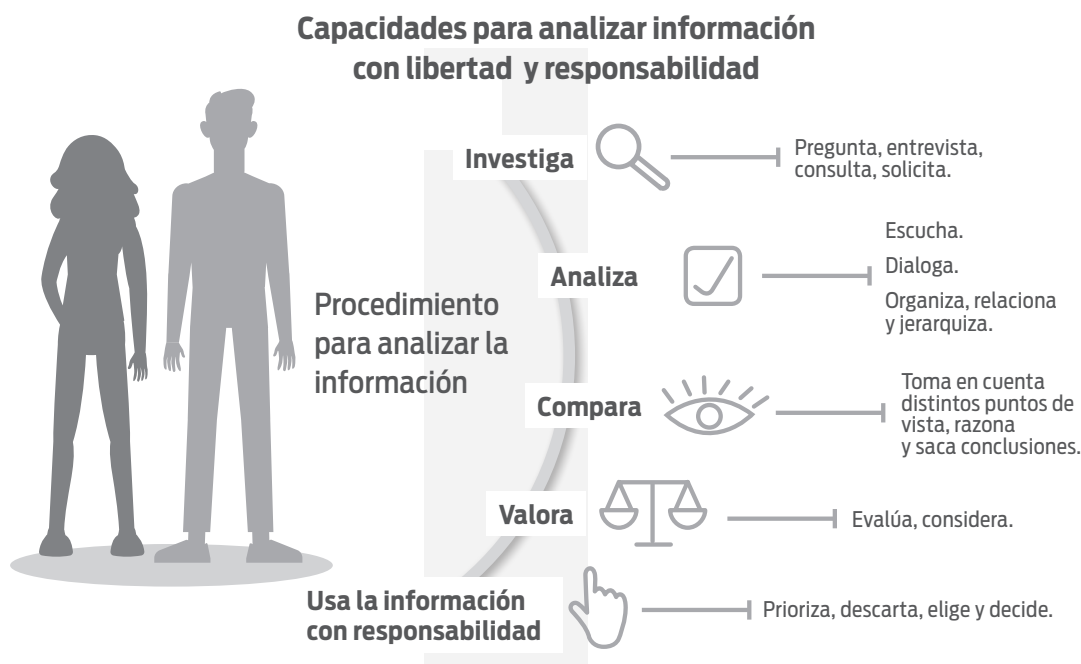 Capacidades para analizar información
con libertad y responsabilidad
Procedimiento
para analizar la
información
Investiga
Pregunta, entrevista,
consulta, solicita.
Analiza
Escucha.
Dialoga.
Organiza, relaciona
y jerarquiza.
Compara
Toma en cuenta
distintos puntos de
vista, razona
y saca conclusiones.
Valora
Evalúa, considera.
Usa la información
con responsabilidad
Prioriza, descarta, elige y decide.